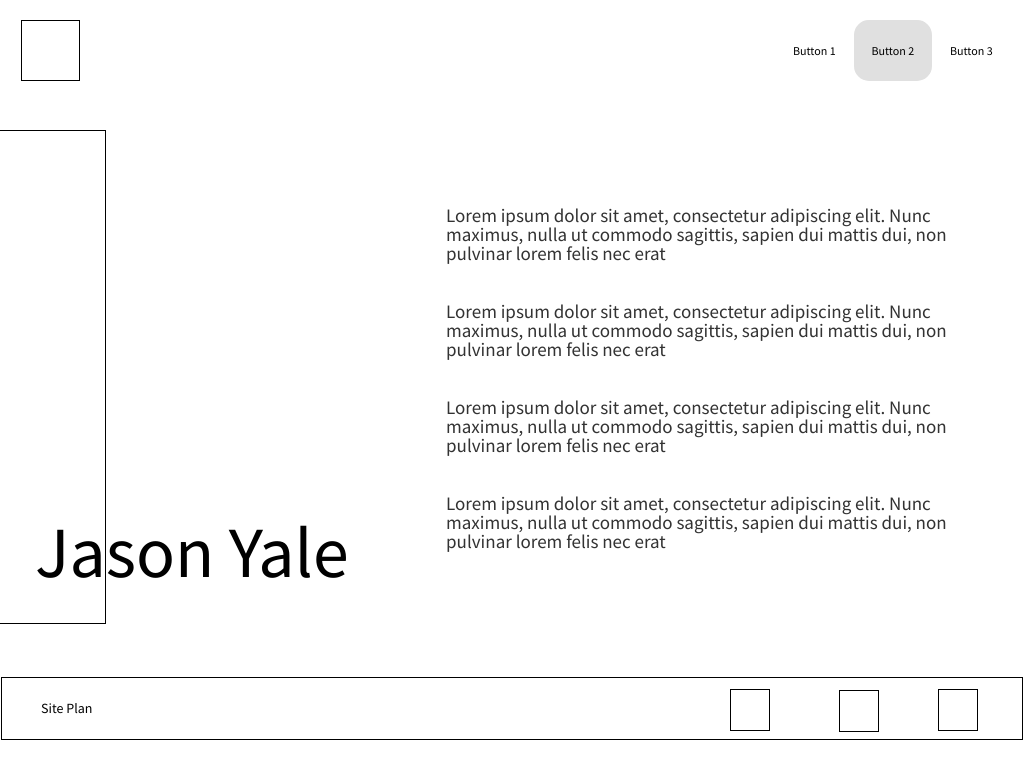 Button 1
Button 2
Button 3
Lorem ipsum dolor sit amet, consectetur adipiscing elit. Nunc
maximus, nulla ut commodo sagittis, sapien dui mattis dui, non
pulvinar lorem felis nec erat
Lorem ipsum dolor sit amet, consectetur adipiscing elit. Nunc
maximus, nulla ut commodo sagittis, sapien dui mattis dui, non
pulvinar lorem felis nec erat
Lorem ipsum dolor sit amet, consectetur adipiscing elit. Nunc
maximus, nulla ut commodo sagittis, sapien dui mattis dui, non
pulvinar lorem felis nec erat
Lorem ipsum dolor sit amet, consectetur adipiscing elit. Nunc
maximus, nulla ut commodo sagittis, sapien dui mattis dui, non
pulvinar lorem felis nec erat
Jason Yale
Site Plan